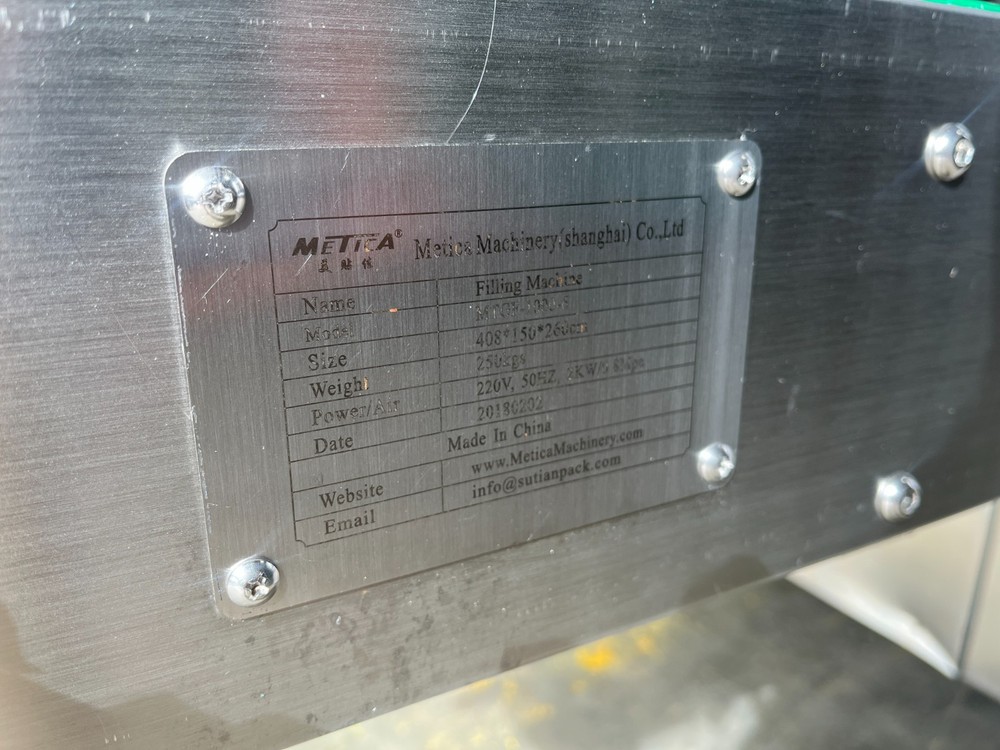 METICA® Metica Machinery(shanghai) Co.,Ltd
Name Filling Machine
Model
Size 408*150*260cm
Weight 250kgs
Power/Air 220V, 50HZ,
Date 20180202
Made In China
Website www.MeticaMachinery.com
Email info@sutianpack.com